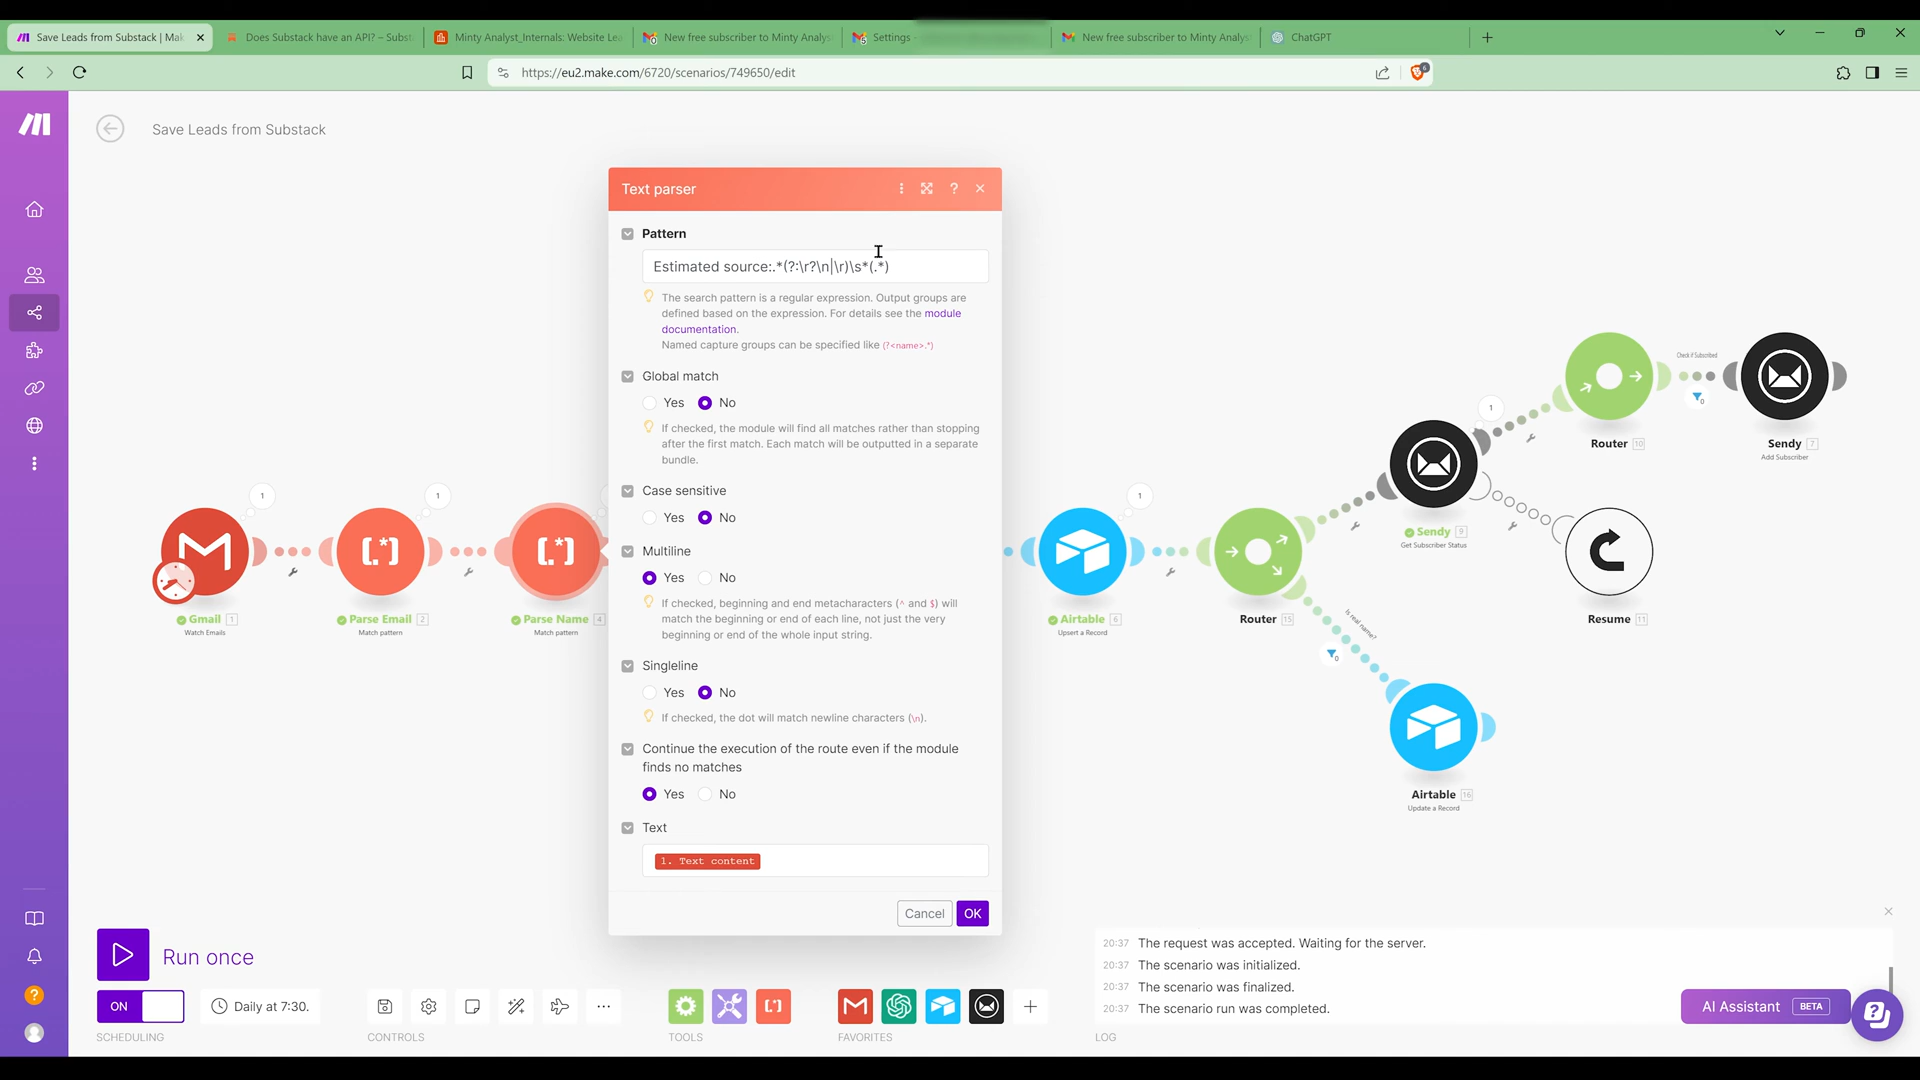 Save Leads from Substack | Mak
Does Substack have an API? – Subst
Minty Analyst_Internals: Website Le
New free subscriber to Minty Analys
Settings -
New free subscriber to Minty Analys
ChatGPT
https://eu2.make.com/6720/scenarios/749650/edit
6
Save Leads from Substack
Text parser
Pattern
Estimated source:.*(?:\r?\n|\r)\s*(.*)
The search pattern is a regular expression. Output groups are
defined based on the expression. For details see the module
documentation.
Named capture groups can be specified like (?<name>.*)
Global match
Yes No
If checked, the module will find all matches rather than stopping
after the first match. Each match will be outputted in a separate
bundle.
Case sensitive
Yes No
Multiline
Yes No
If checked, beginning and end metacharacters (^ and $) will
match the beginning or end of each line, not just the very
beginning or end of the whole input string.
Singleline
Yes No
If checked, the dot will match newline characters (\n).
Continue the execution of the route even if the module
finds no matches
Yes No
Text
1. Text content
Cancel OK
1
Gmail 1
Watch Emails
1
Parse Email 2
Match pattern
Parse Name 4
Match pattern
1
Airtable 6
Upsert a Record
Router 15
1
Sendy 9
Get Subscriber Status
Router 10
Check if Subscribed
0
Sendy 7
Add Subscriber
Resume 11
Is real name?
0
Airtable 16
Update a Record
Run once
ON
Daily at 7:30.
SCHEDULING
CONTROLS
TOOLS
FAVORITES
LOG
20:37 The request was accepted. Waiting for the server.
20:37 The scenario was initialized.
20:37 The scenario was finalized.
20:37 The scenario run was completed.
AI Assistant BETA